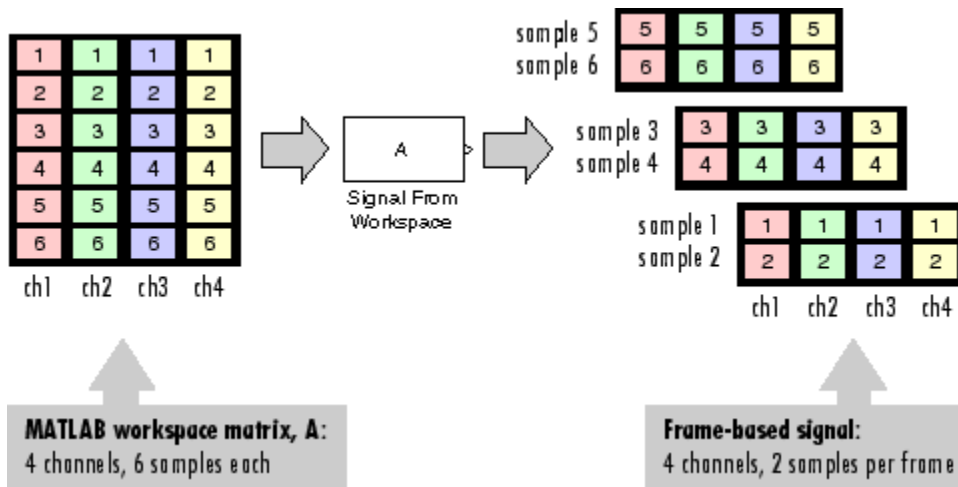 1 1 1 1
2 2 2 2
3 3 3 3
4 4 4 4
5 5 5 5
6 6 6 6
ch1 ch2 ch3 ch4
A
Signal From
Workspace
sample 5 5 5 5 5
sample 6 6 6 6 6
sample 3 3 3 3 3
sample 4 4 4 4 4
sample 1 1 1 1 1
sample 2 2 2 2 2
ch1 ch2 ch3 ch4
MATLAB workspace matrix, A:
4 channels, 6 samples each
Frame-based signal:
4 channels, 2 samples per frame